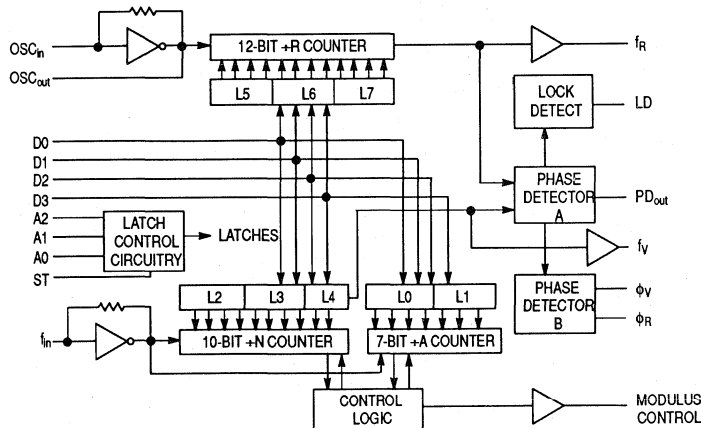 OSCin
OSCout
12-BIT ÷R COUNTER
fR
L5 L6 L7
LOCK
DETECT
LD
D0
D1
D2
D3
A2
A1
A0
ST
LATCH
CONTROL
CIRCUITRY
LATCHES
PHASE
DETECTOR
A
PDout
fV
PHASE
DETECTOR
B
ϕV
ϕR
L2 L3 L4
L0 L1
fin
10-BIT ÷N COUNTER
7-BIT ÷A COUNTER
CONTROL
LOGIC
MODULUS
CONTROL